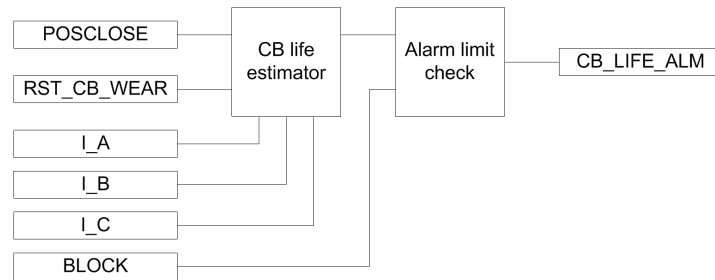 POSCLOSE
RST_CB_WEAR
I_A
I_B
I_C
BLOCK
CB life
estimator
Alarm limit
check
CB_LIFE_ALM